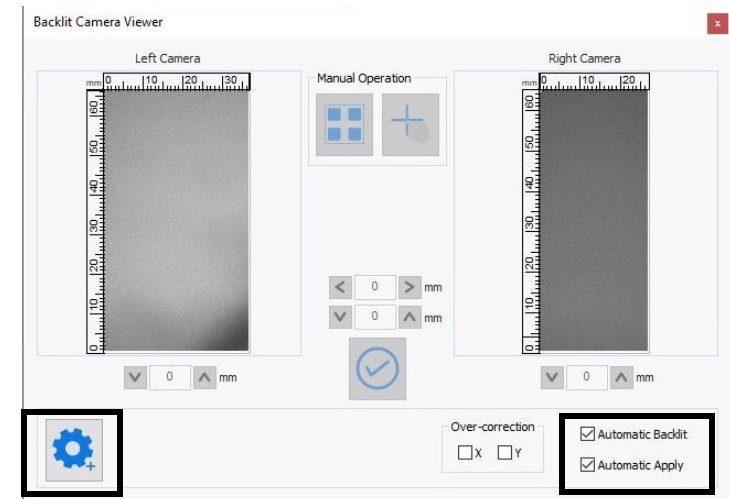 Backlit Camera Viewer
x
Left Camera
Right Camera
Manual Operation
mm 0 10 20 30
mm 0 10 20
60
50
40
30
20
10
0
60
50
40
30
20
10
0
0 mm
0 mm
0 mm
0 mm
Over-correction
X Y
Automatic Backlit
Automatic Apply